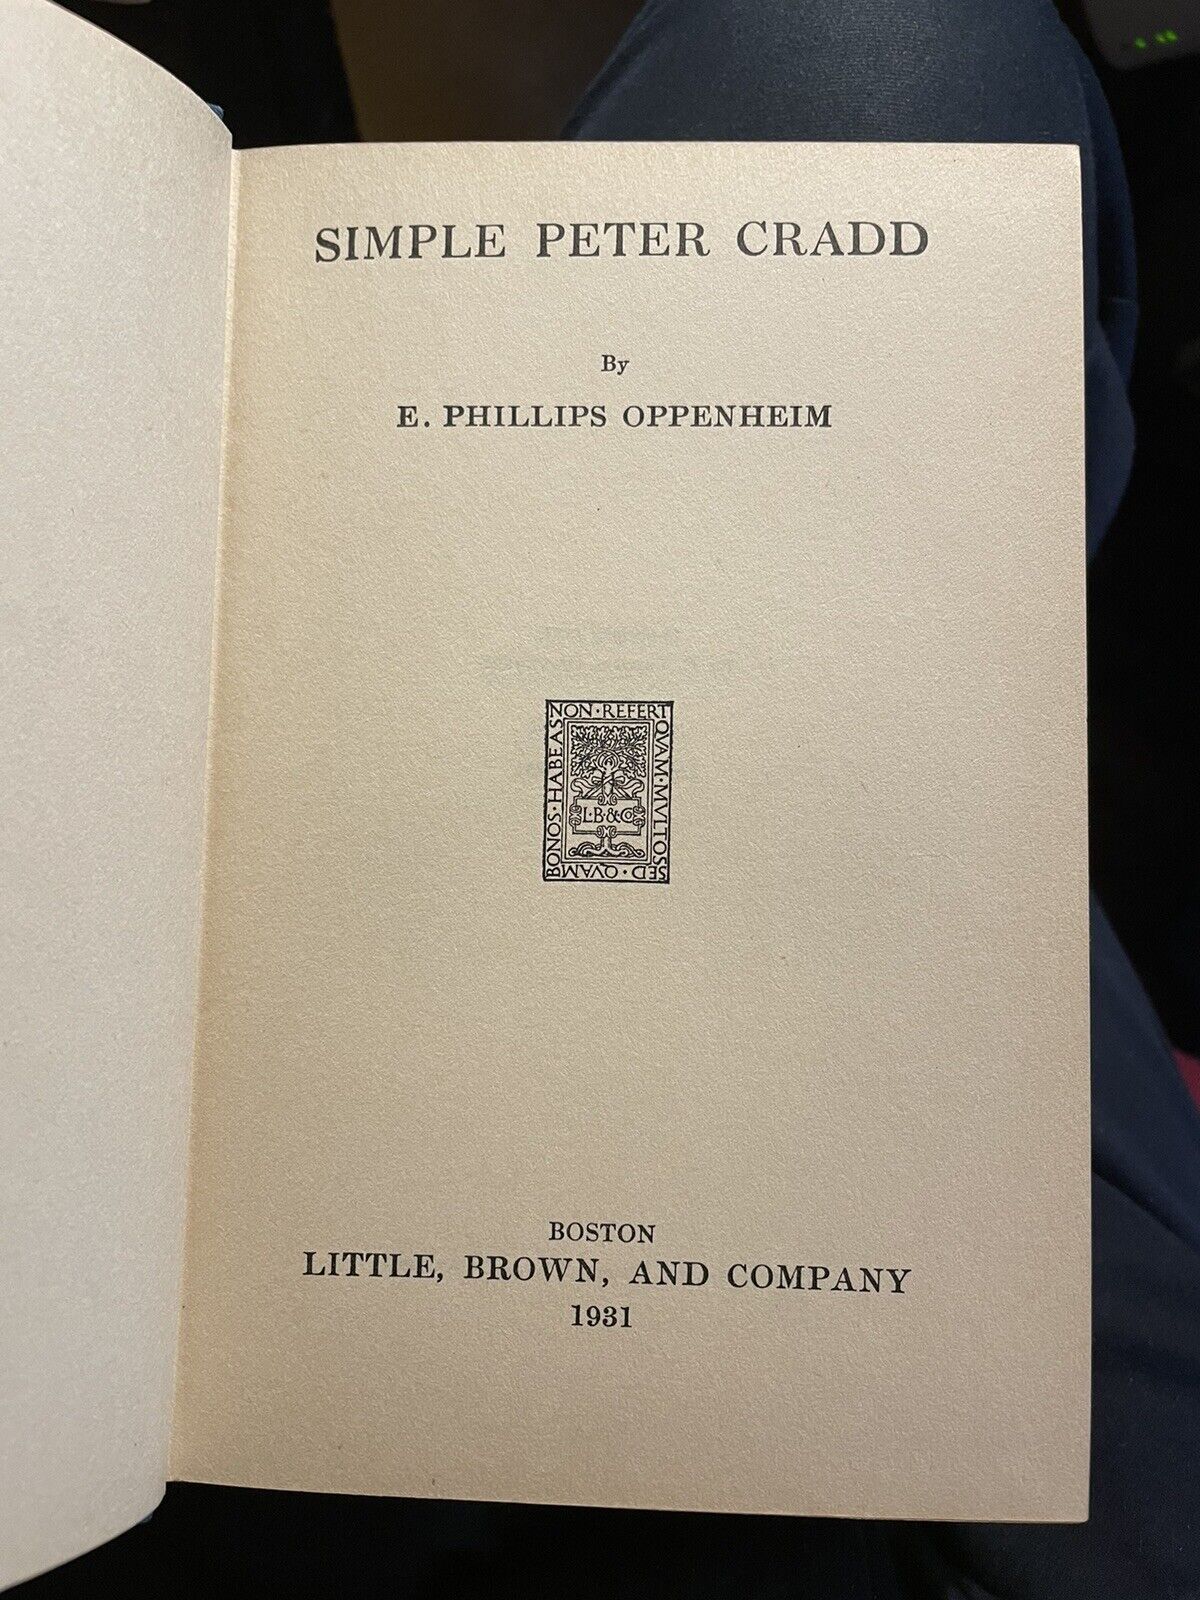 SIMPLE PETER CRADD
By
E. PHILLIPS OPPENHEIM
NON·REFERT
QVAM·MVLTOS
SED·QVAM
BONOS·HABEAS
L·B·&Co
BOSTON
LITTLE, BROWN, AND COMPANY
1931